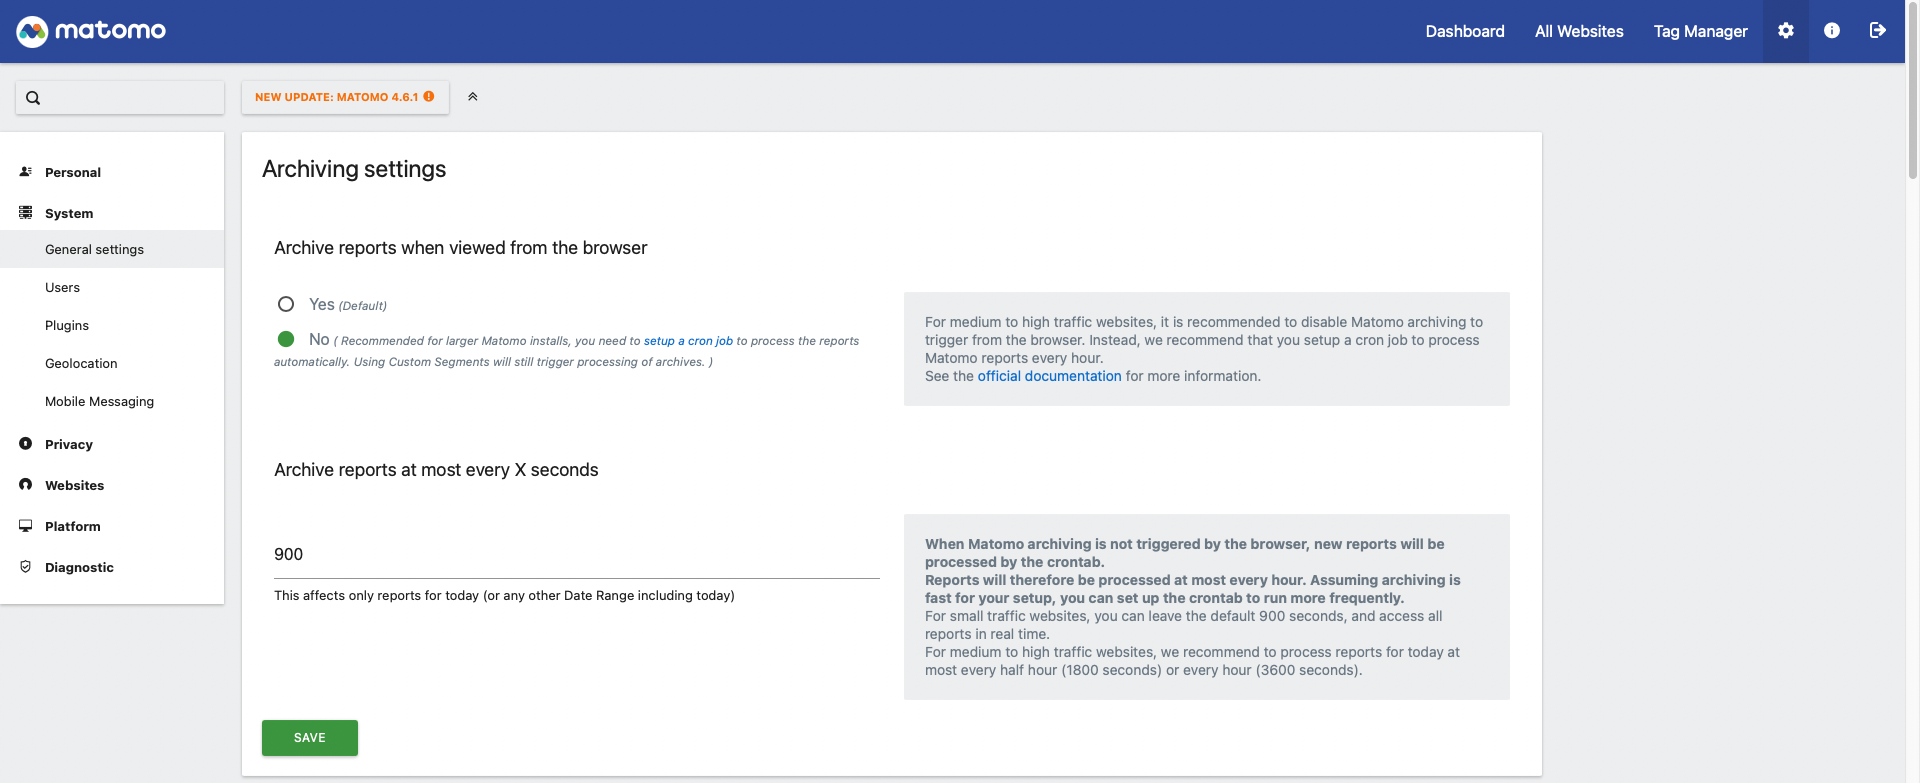 matomo
Dashboard
All Websites
Tag Manager
NEW UPDATE: MATOMO 4.6.1
Personal
System
General settings
Users
Plugins
Geolocation
Mobile Messaging
Privacy
Websites
Platform
Diagnostic
Archiving settings
Archive reports when viewed from the browser
Yes (Default)
No ( Recommended for larger Matomo installs, you need to setup a cron job to process the reports
automatically. Using Custom Segments will still trigger processing of archives. )
For medium to high traffic websites, it is recommended to disable Matomo archiving to
trigger from the browser. Instead, we recommend that you setup a cron job to process
Matomo reports every hour.
See the official documentation for more information.
Archive reports at most every X seconds
900
This affects only reports for today (or any other Date Range including today)
When Matomo archiving is not triggered by the browser, new reports will be
processed by the crontab.
Reports will therefore be processed at most every hour. Assuming archiving is
fast for your setup, you can set up the crontab to run more frequently.
For small traffic websites, you can leave the default 900 seconds, and access all
reports in real time.
For medium to high traffic websites, we recommend to process reports for today at
most every half hour (1800 seconds) or every hour (3600 seconds).
SAVE